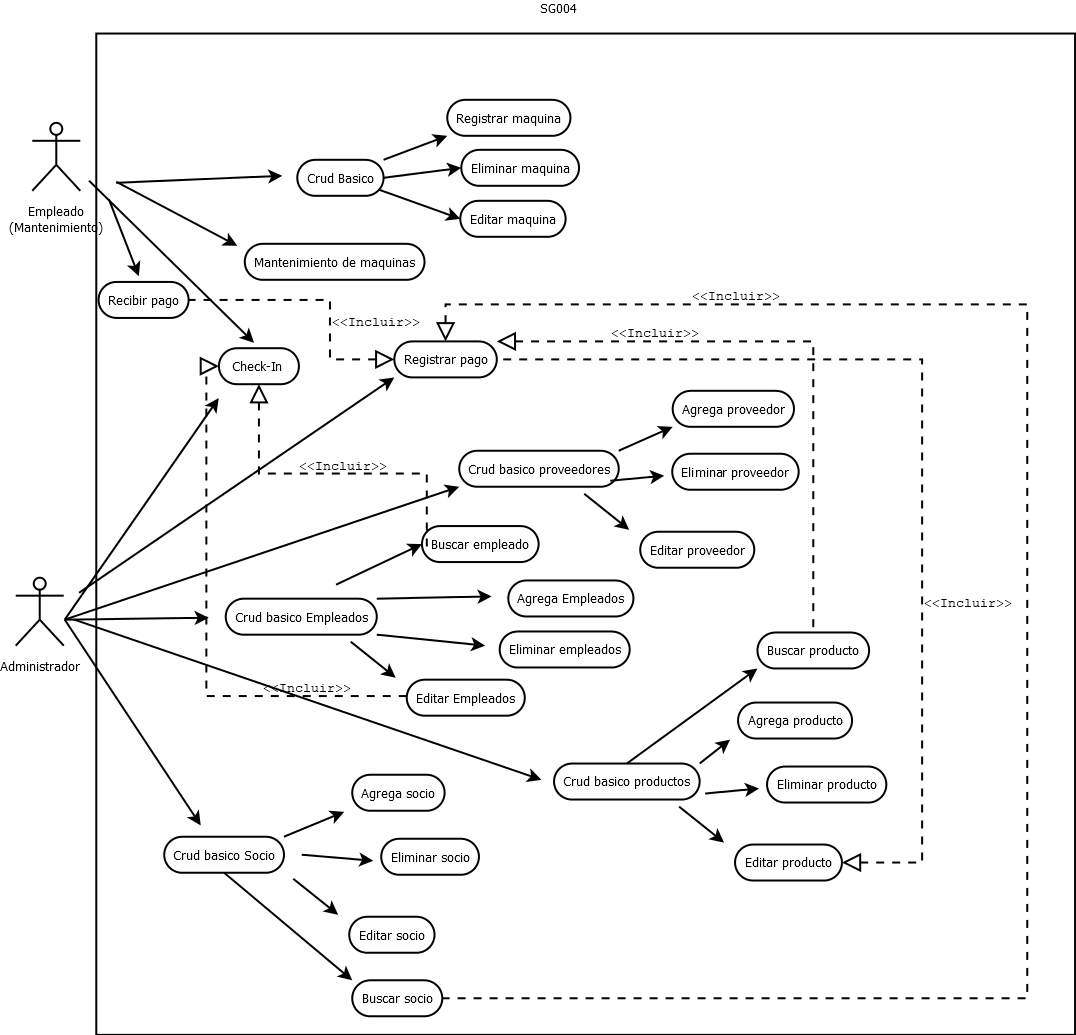 SG004
Registrar maquina
Eliminar maquina
Crud Basico
Empleado
(Mantenimiento)
Editar maquina
Mantenimiento de maquinas
Recibir pago
<<Incluir>>
<<Incluir>>
<<Incluir>>
Registrar pago
Check-In
Agrega proveedor
<<Incluir>>
Crud basico proveedores
Eliminar proveedor
Buscar empleado
Editar proveedor
Agrega Empleados
<<Incluir>>
Crud basico Empleados
Eliminar empleados
Buscar producto
Administrador
<<Incluir>>
Editar Empleados
Agrega producto
Crud basico productos
Eliminar producto
Agrega socio
Crud basico Socio
Eliminar socio
Editar producto
Editar socio
Buscar socio